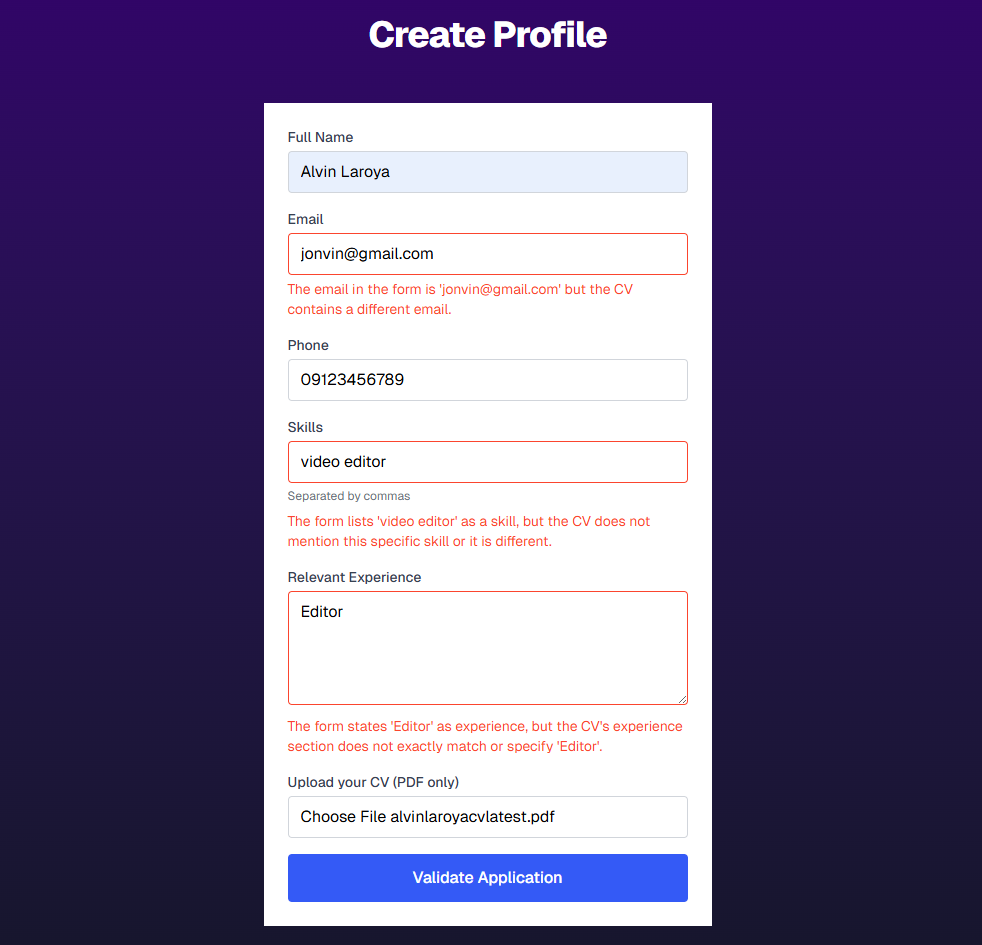 Create Profile
Full Name
Alvin Laroya
Email
jonvin@gmail.com
The email in the form is 'jonvin@gmail.com' but the CV
contains a different email.
Phone
09123456789
Skills
video editor
Separated by commas
The form lists 'video editor' as a skill, but the CV does not
mention this specific skill or it is different.
Relevant Experience
Editor
The form states 'Editor' as experience, but the CV's experience
section does not exactly match or specify 'Editor'.
Upload your CV (PDF only)
Choose File alvinlaroyacvlatest.pdf
Validate Application